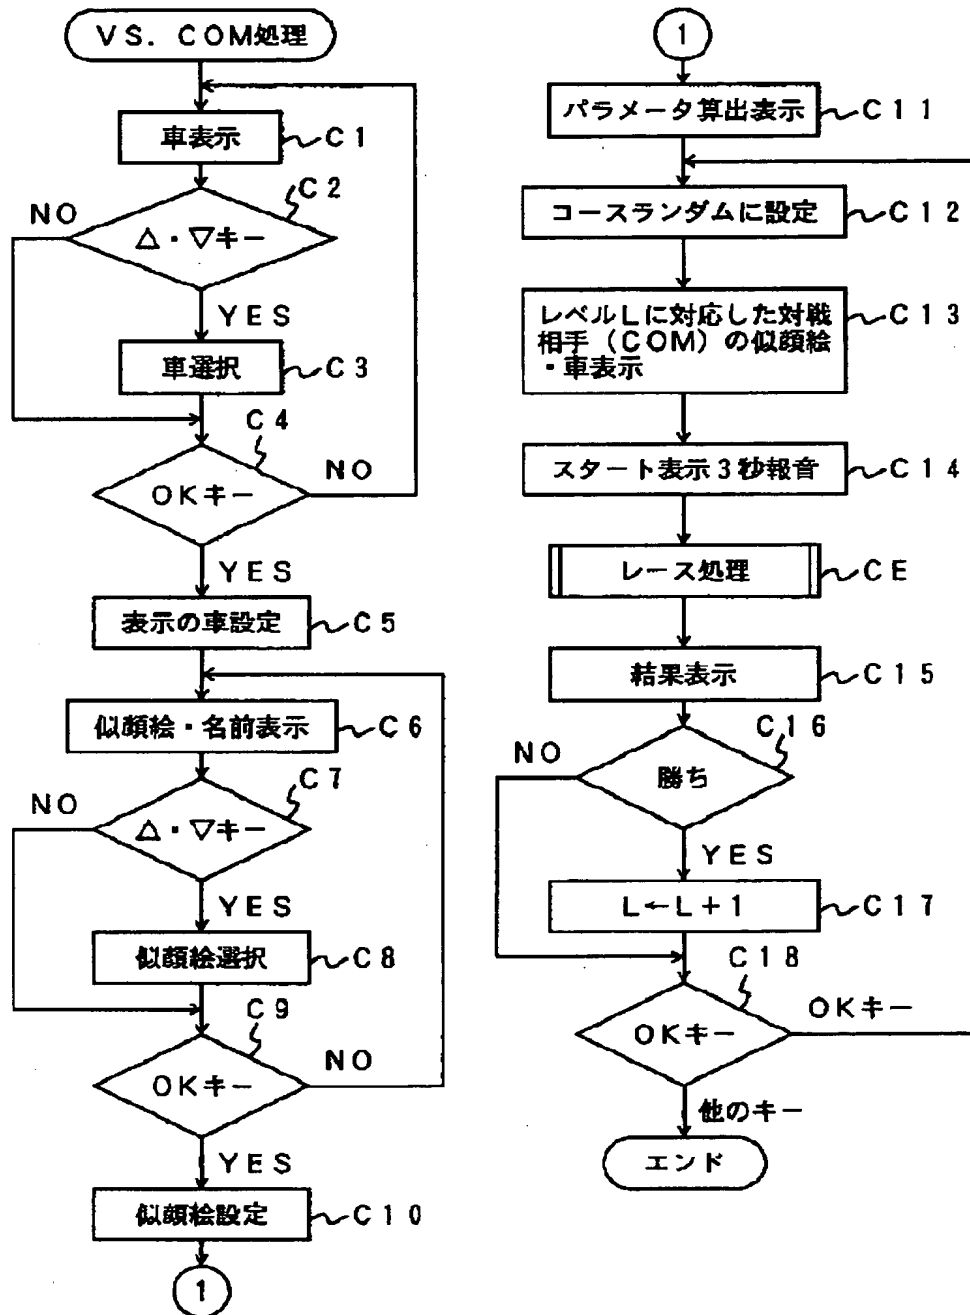 VS. COM処理
車表示
C1
C2
NO
△・▽キー
YES
車選択
C3
C4
OKキー
NO
YES
表示の車設定
C5
似顔絵・名前表示
C6
C7
NO
△・▽キー
YES
似顔絵選択
C8
C9
OKキー
NO
YES
似顔絵設定
C10
1
1
パラメータ算出表示
C11
コースランダムに設定
C12
レベルLに対応した対戦
相手(COM)の似顔絵
・車表示
C13
スタート表示3秒報音
C14
レース処理
CE
結果表示
C15
C16
NO
勝ち
YES
L←L+1
C17
C18
OKキー
OKキー
他のキー
エンド